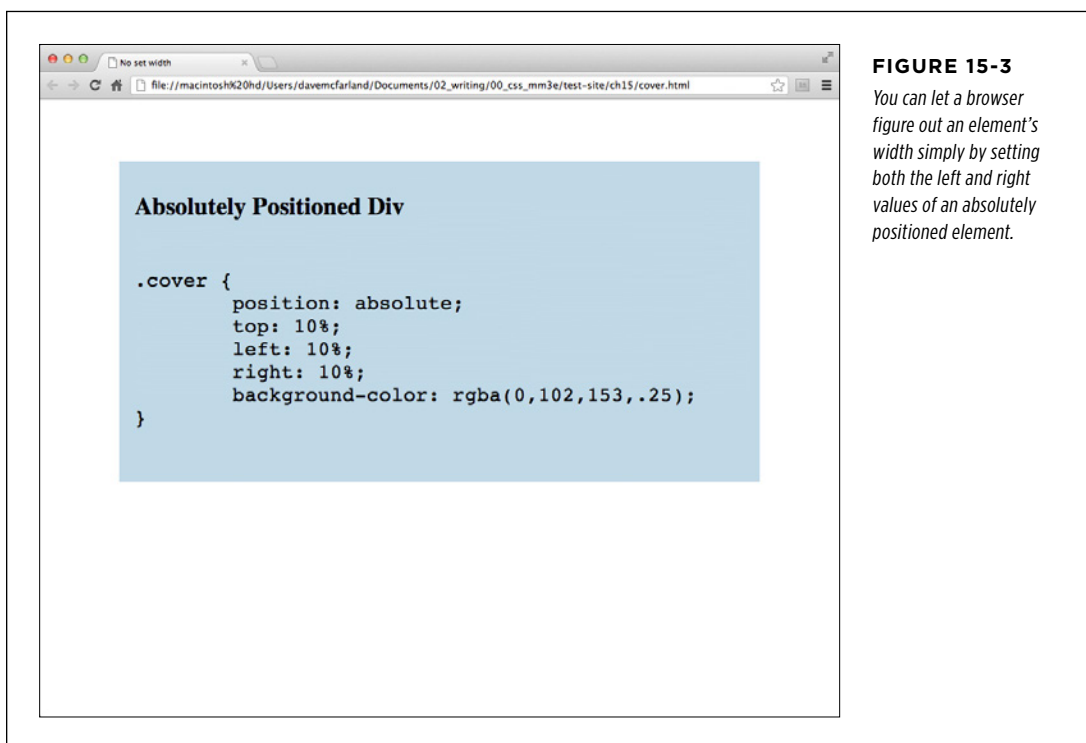 No set width
file://macintosh%20hd/Users/davemcfarland/Documents/02_writing/00_css_mm3e/test-site/ch15/cover.html
Absolutely Positioned Div
.cover {
position: absolute;
top: 10%;
left: 10%;
right: 10%;
background-color: rgba(0,102,153,.25);
}
FIGURE 15-3
You can let a browser
figure out an element's
width simply by setting
both the left and right
values of an absolutely
positioned element.